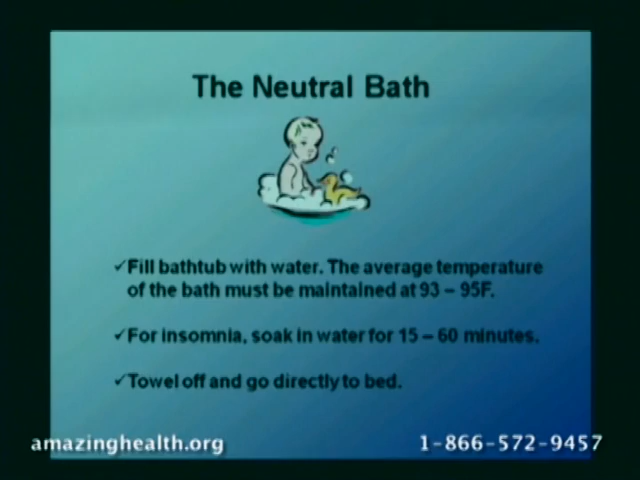 The Neutral Bath
✓Fill bathtub with water. The average temperature
of the bath must be maintained at 93 – 95F.
✓For insomnia, soak in water for 15 – 60 minutes.
✓Towel off and go directly to bed.
amazinghealth.org 1-866-572-9457